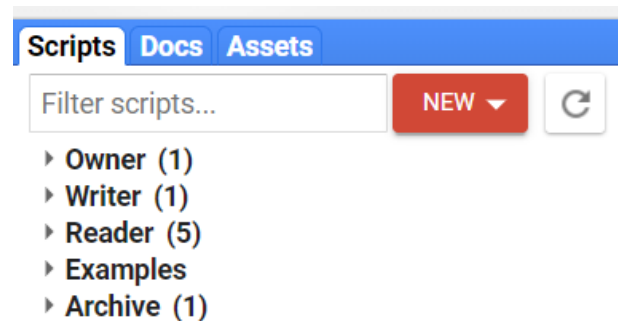 Scripts Docs Assets
Filter scripts... NEW
Owner (1)
Writer (1)
Reader (5)
Examples
Archive (1)